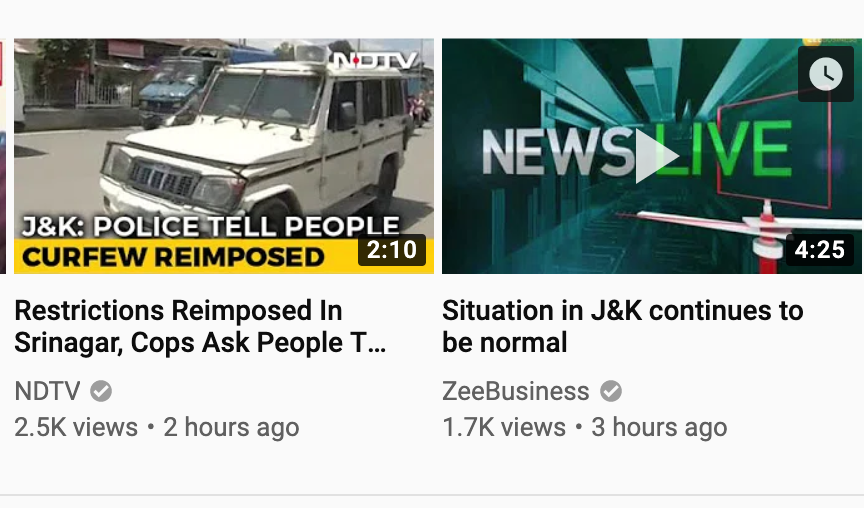 NDTV
J&K: POLICE TELL PEOPLE
CURFEW REIMPOSED
2:10
Restrictions Reimposed In
Srinagar, Cops Ask People T...
NDTV
2.5K views • 2 hours ago
NEWS LIVE
4:25
Situation in J&K continues to
be normal
ZeeBusiness
1.7K views • 3 hours ago